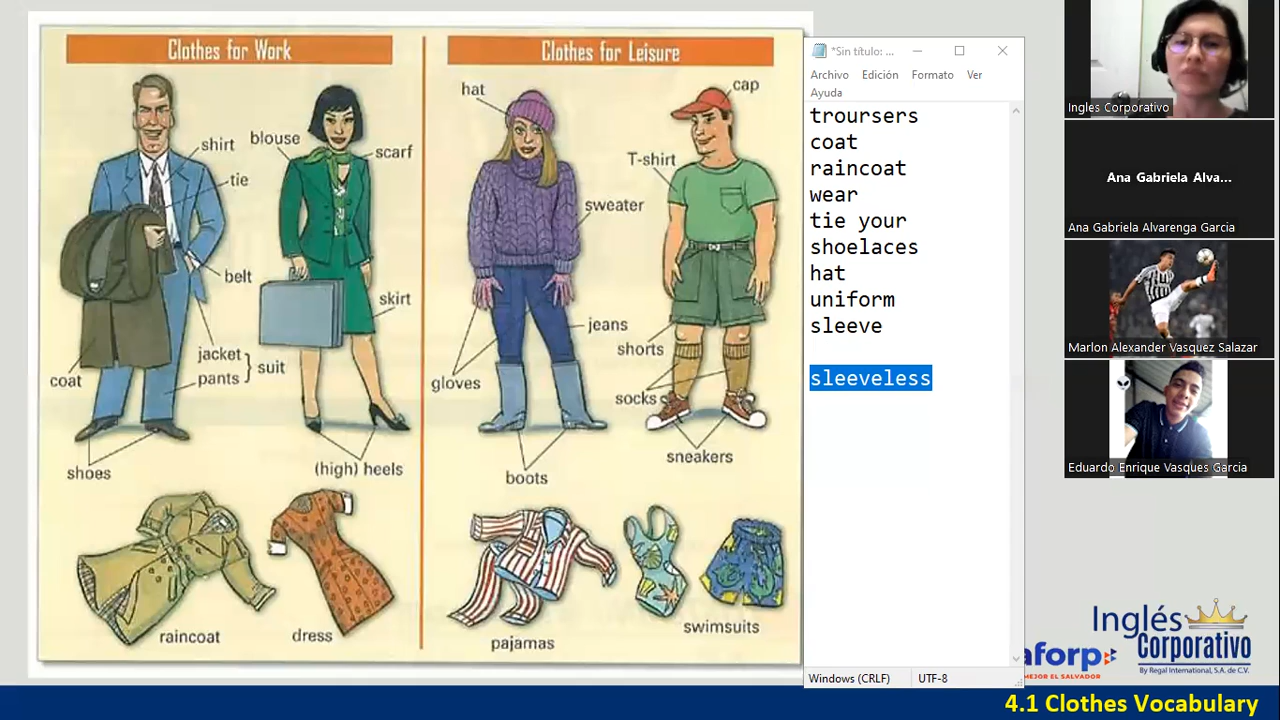 Clothes for Work
Clothes for Leisure
shirt
tie
blouse
scarf
belt
skirt
jacket
pants
suit
coat
shoes
(high) heels
raincoat
dress
hat
cap
T-shirt
sweater
jeans
shorts
gloves
socks
boots
sneakers
pajamas
swimsuits
*Sin título:
Archivo Edición Formato Ver
Ayuda
troursers
coat
raincoat
wear
tie your
shoelaces
hat
uniform
sleeve
sleeveless
Windows (CRLF) UTF-8
Ingles Corporativo
Ana Gabriela Alva...
Ana Gabriela Alvarenga Garcia
Marlon Alexander Vasquez Salazar
Eduardo Enrique Vasques Garcia
Inglés
Corporativo
By Regal International, S.A. de C.V.
aforp
MEJOR EL SALVADOR
4.1 Clothes Vocabulary